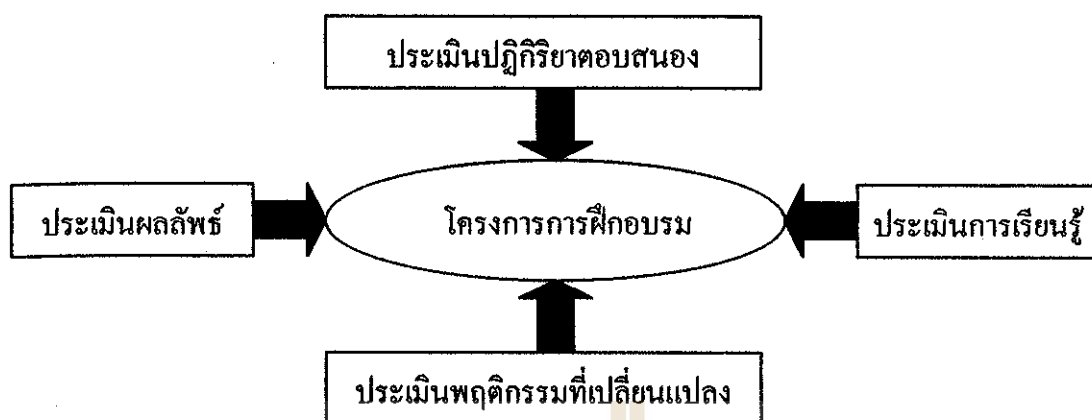 ประเมินปฏิกิริยาตอบสนอง
ประเมินผลลัพธ์
โครงการการฝึกอบรม
ประเมินการเรียนรู้
ประเมินพฤติกรรมที่เปลี่ยนแปลง